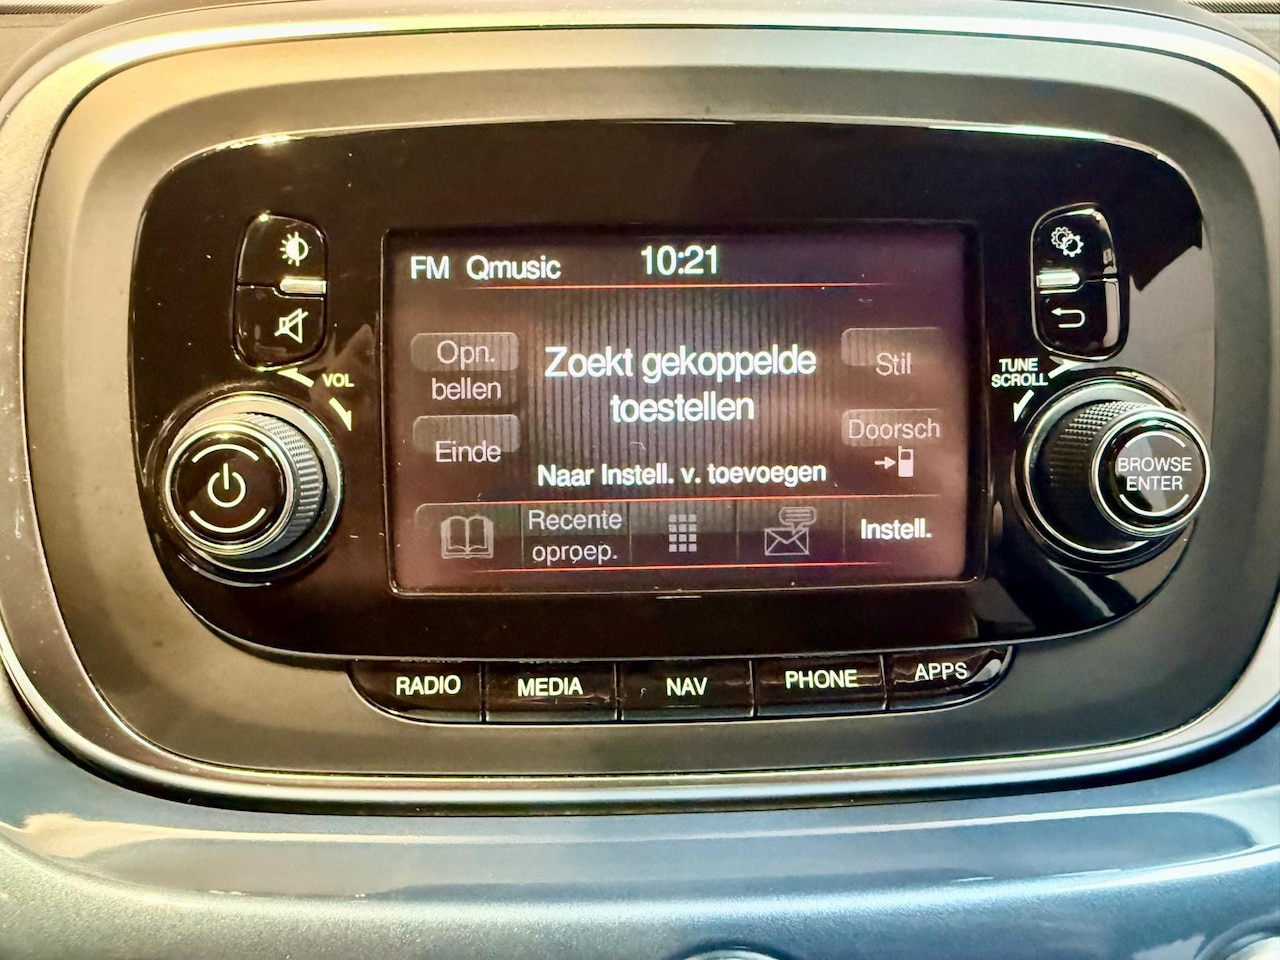 FM Qmusic 10:21
Opn.
bellen
Zoekt gekoppelde
toestellen
Stil
Einde
Doorsch
Naar Instell. v. toevoegen
Recente
oproep.
Instell.
VOL
TUNE
SCROLL
BROWSE
ENTER
RADIO MEDIA NAV PHONE APPS